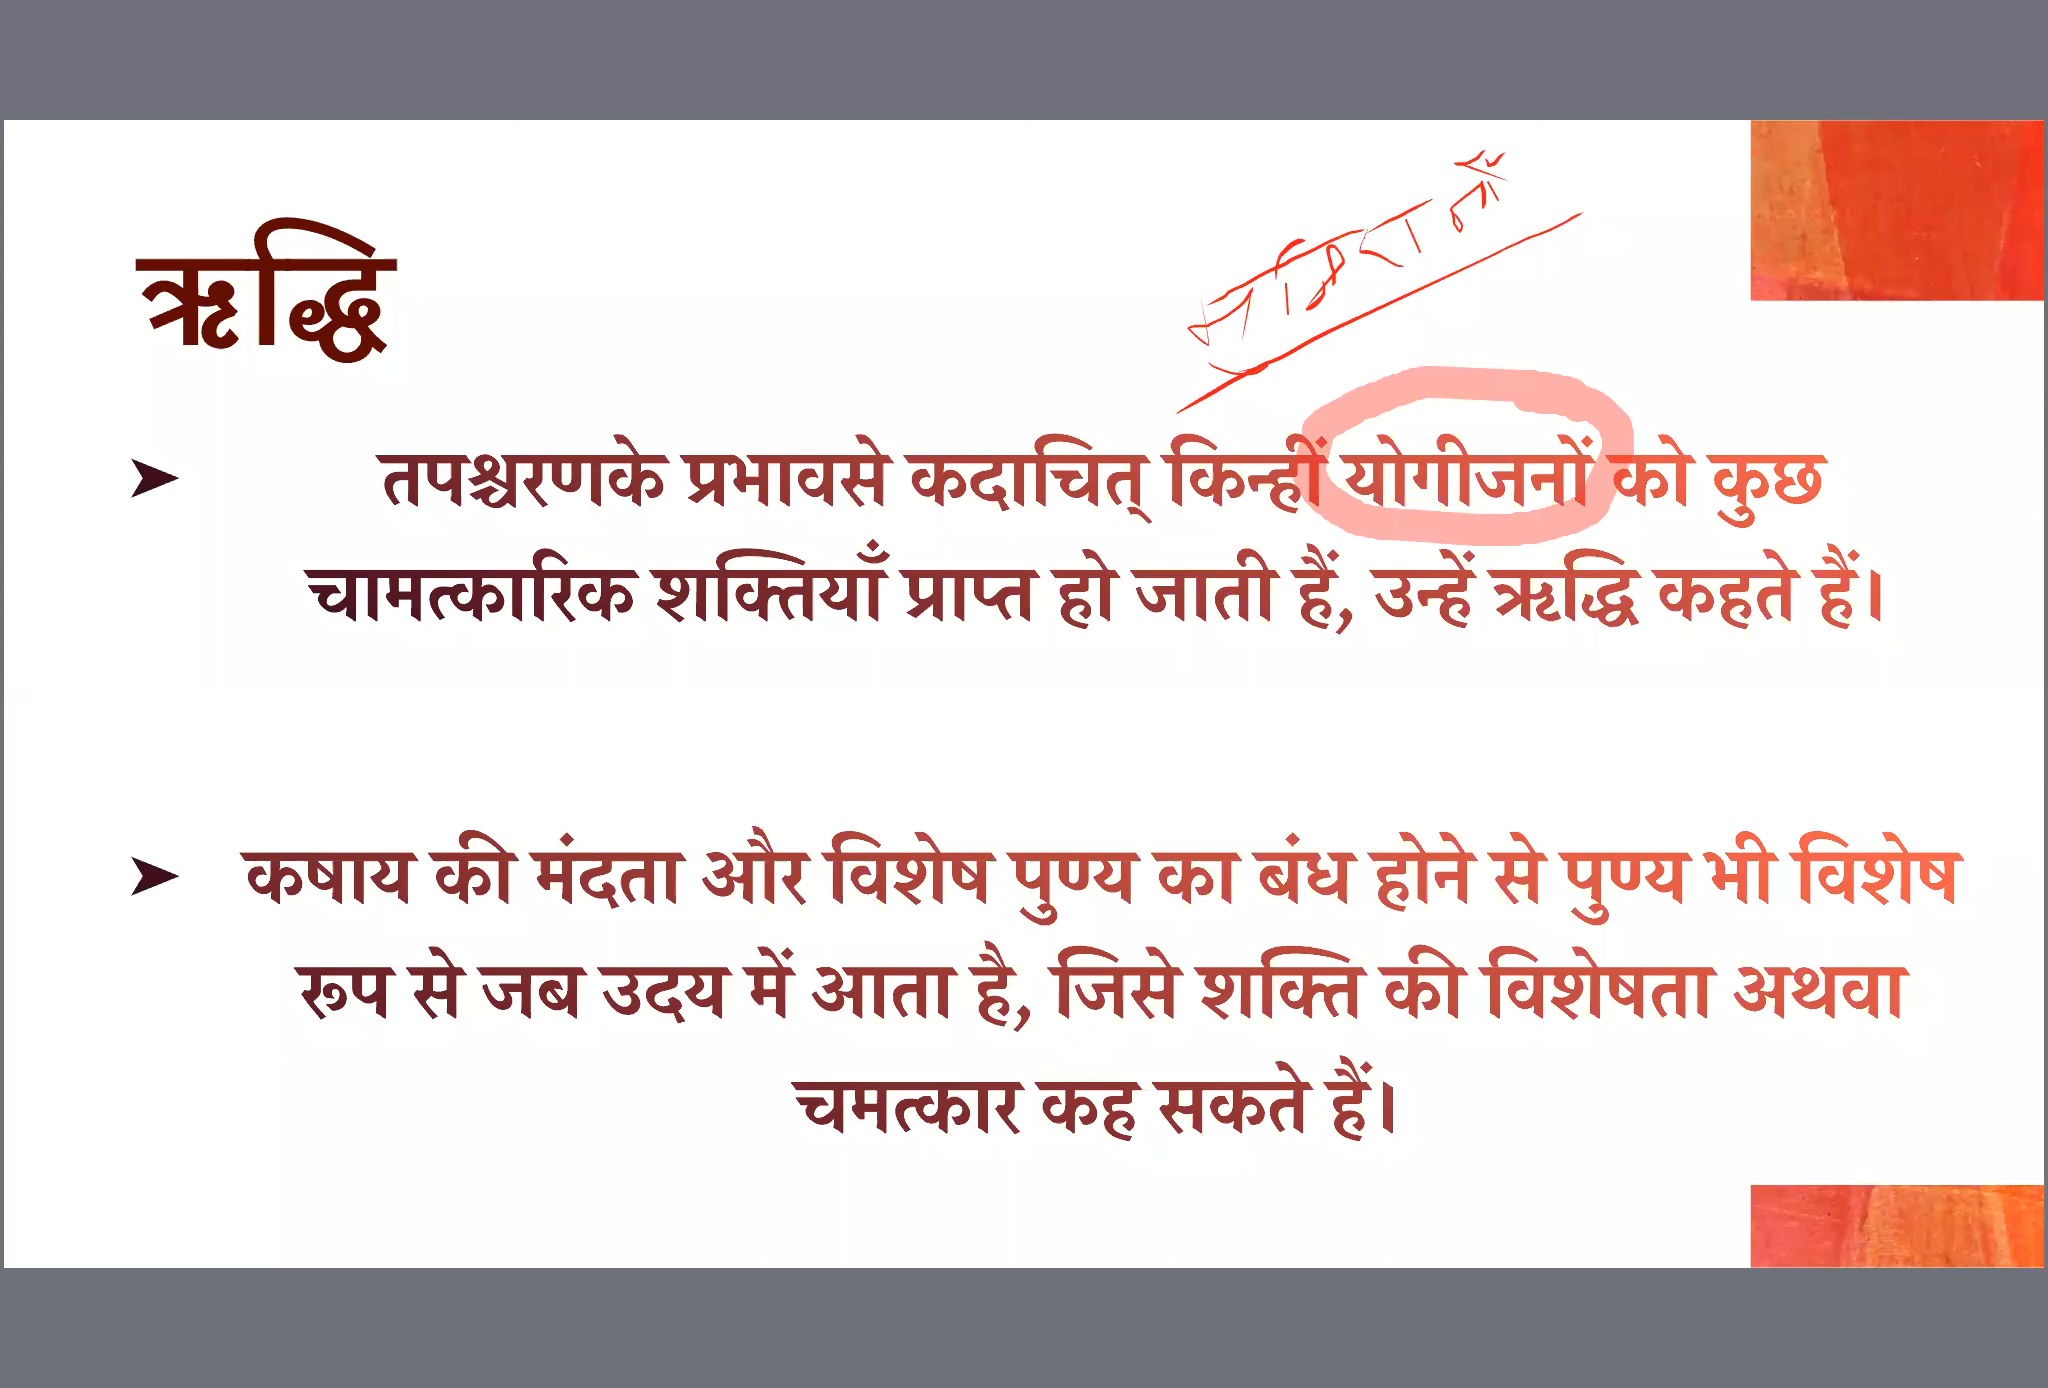 ऋद्धि
➤ तपश्चरणके प्रभावसे कदाचित् किन्हीं योगीजनों को कुछ
चामत्कारिक शक्तियाँ प्राप्त हो जाती हैं, उन्हें ऋद्धि कहते हैं।
➤ कषाय की मंदता और विशेष पुण्य का बंध होने से पुण्य भी विशेष
रूप से जब उदय में आता है, जिसे शक्ति की विशेषता अथवा
चमत्कार कह सकते हैं।